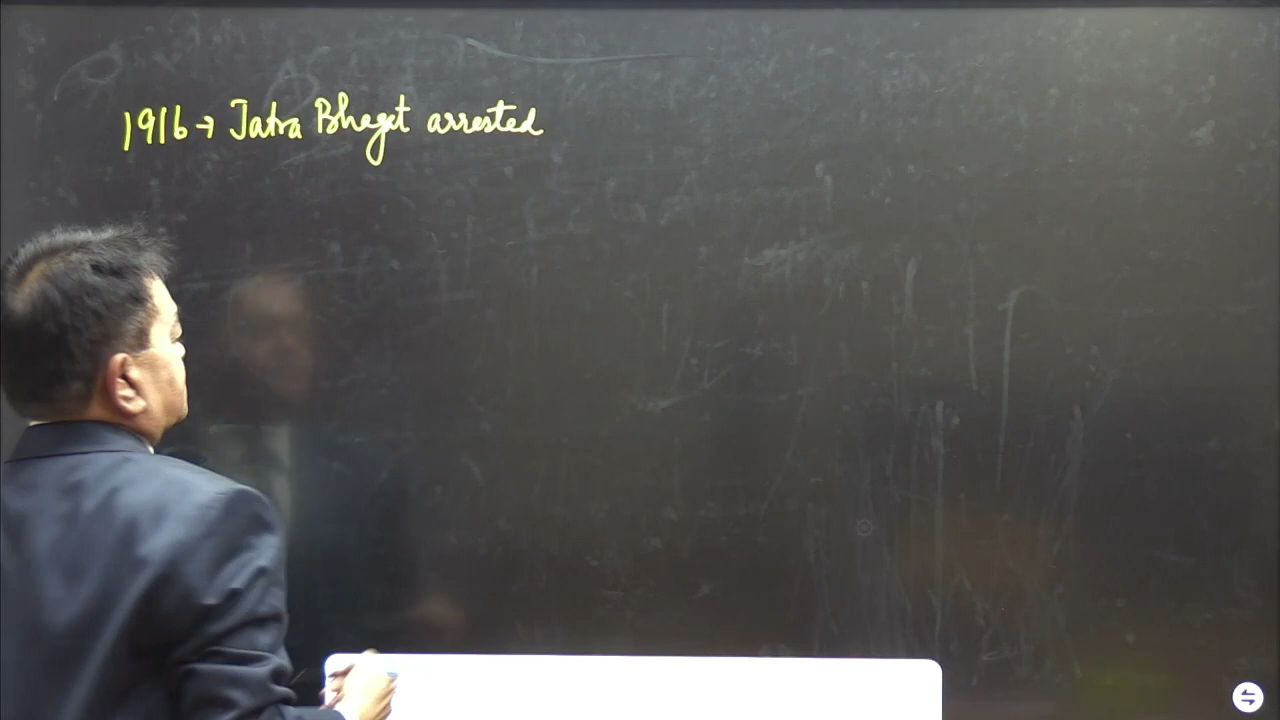 1916 → Jatra Bhagat arrested